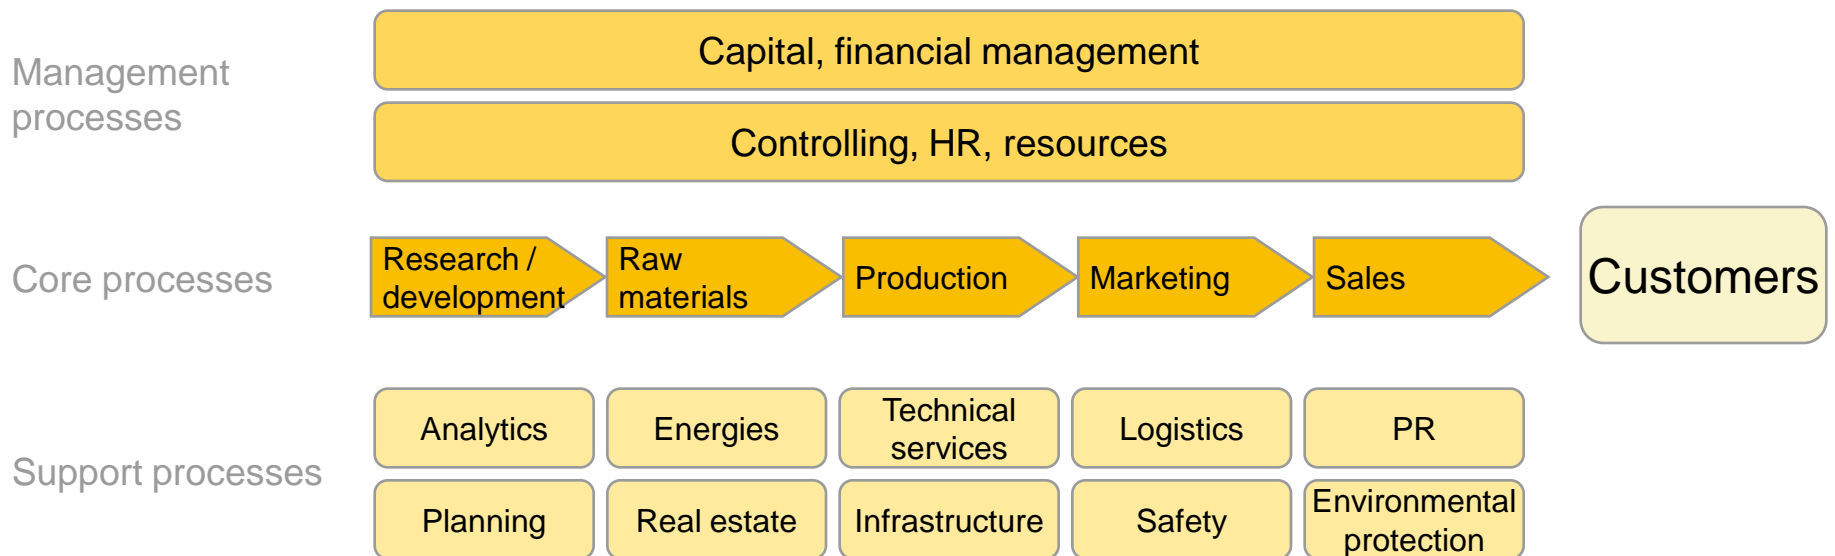 Management
processes
Capital, financial management
Controlling, HR, resources
Core processes
Research /
development
Raw
materials
Production
Marketing
Sales
Customers
Support processes
Analytics
Energies
Technical
services
Logistics
PR
Planning
Real estate
Infrastructure
Safety
Environmental
protection